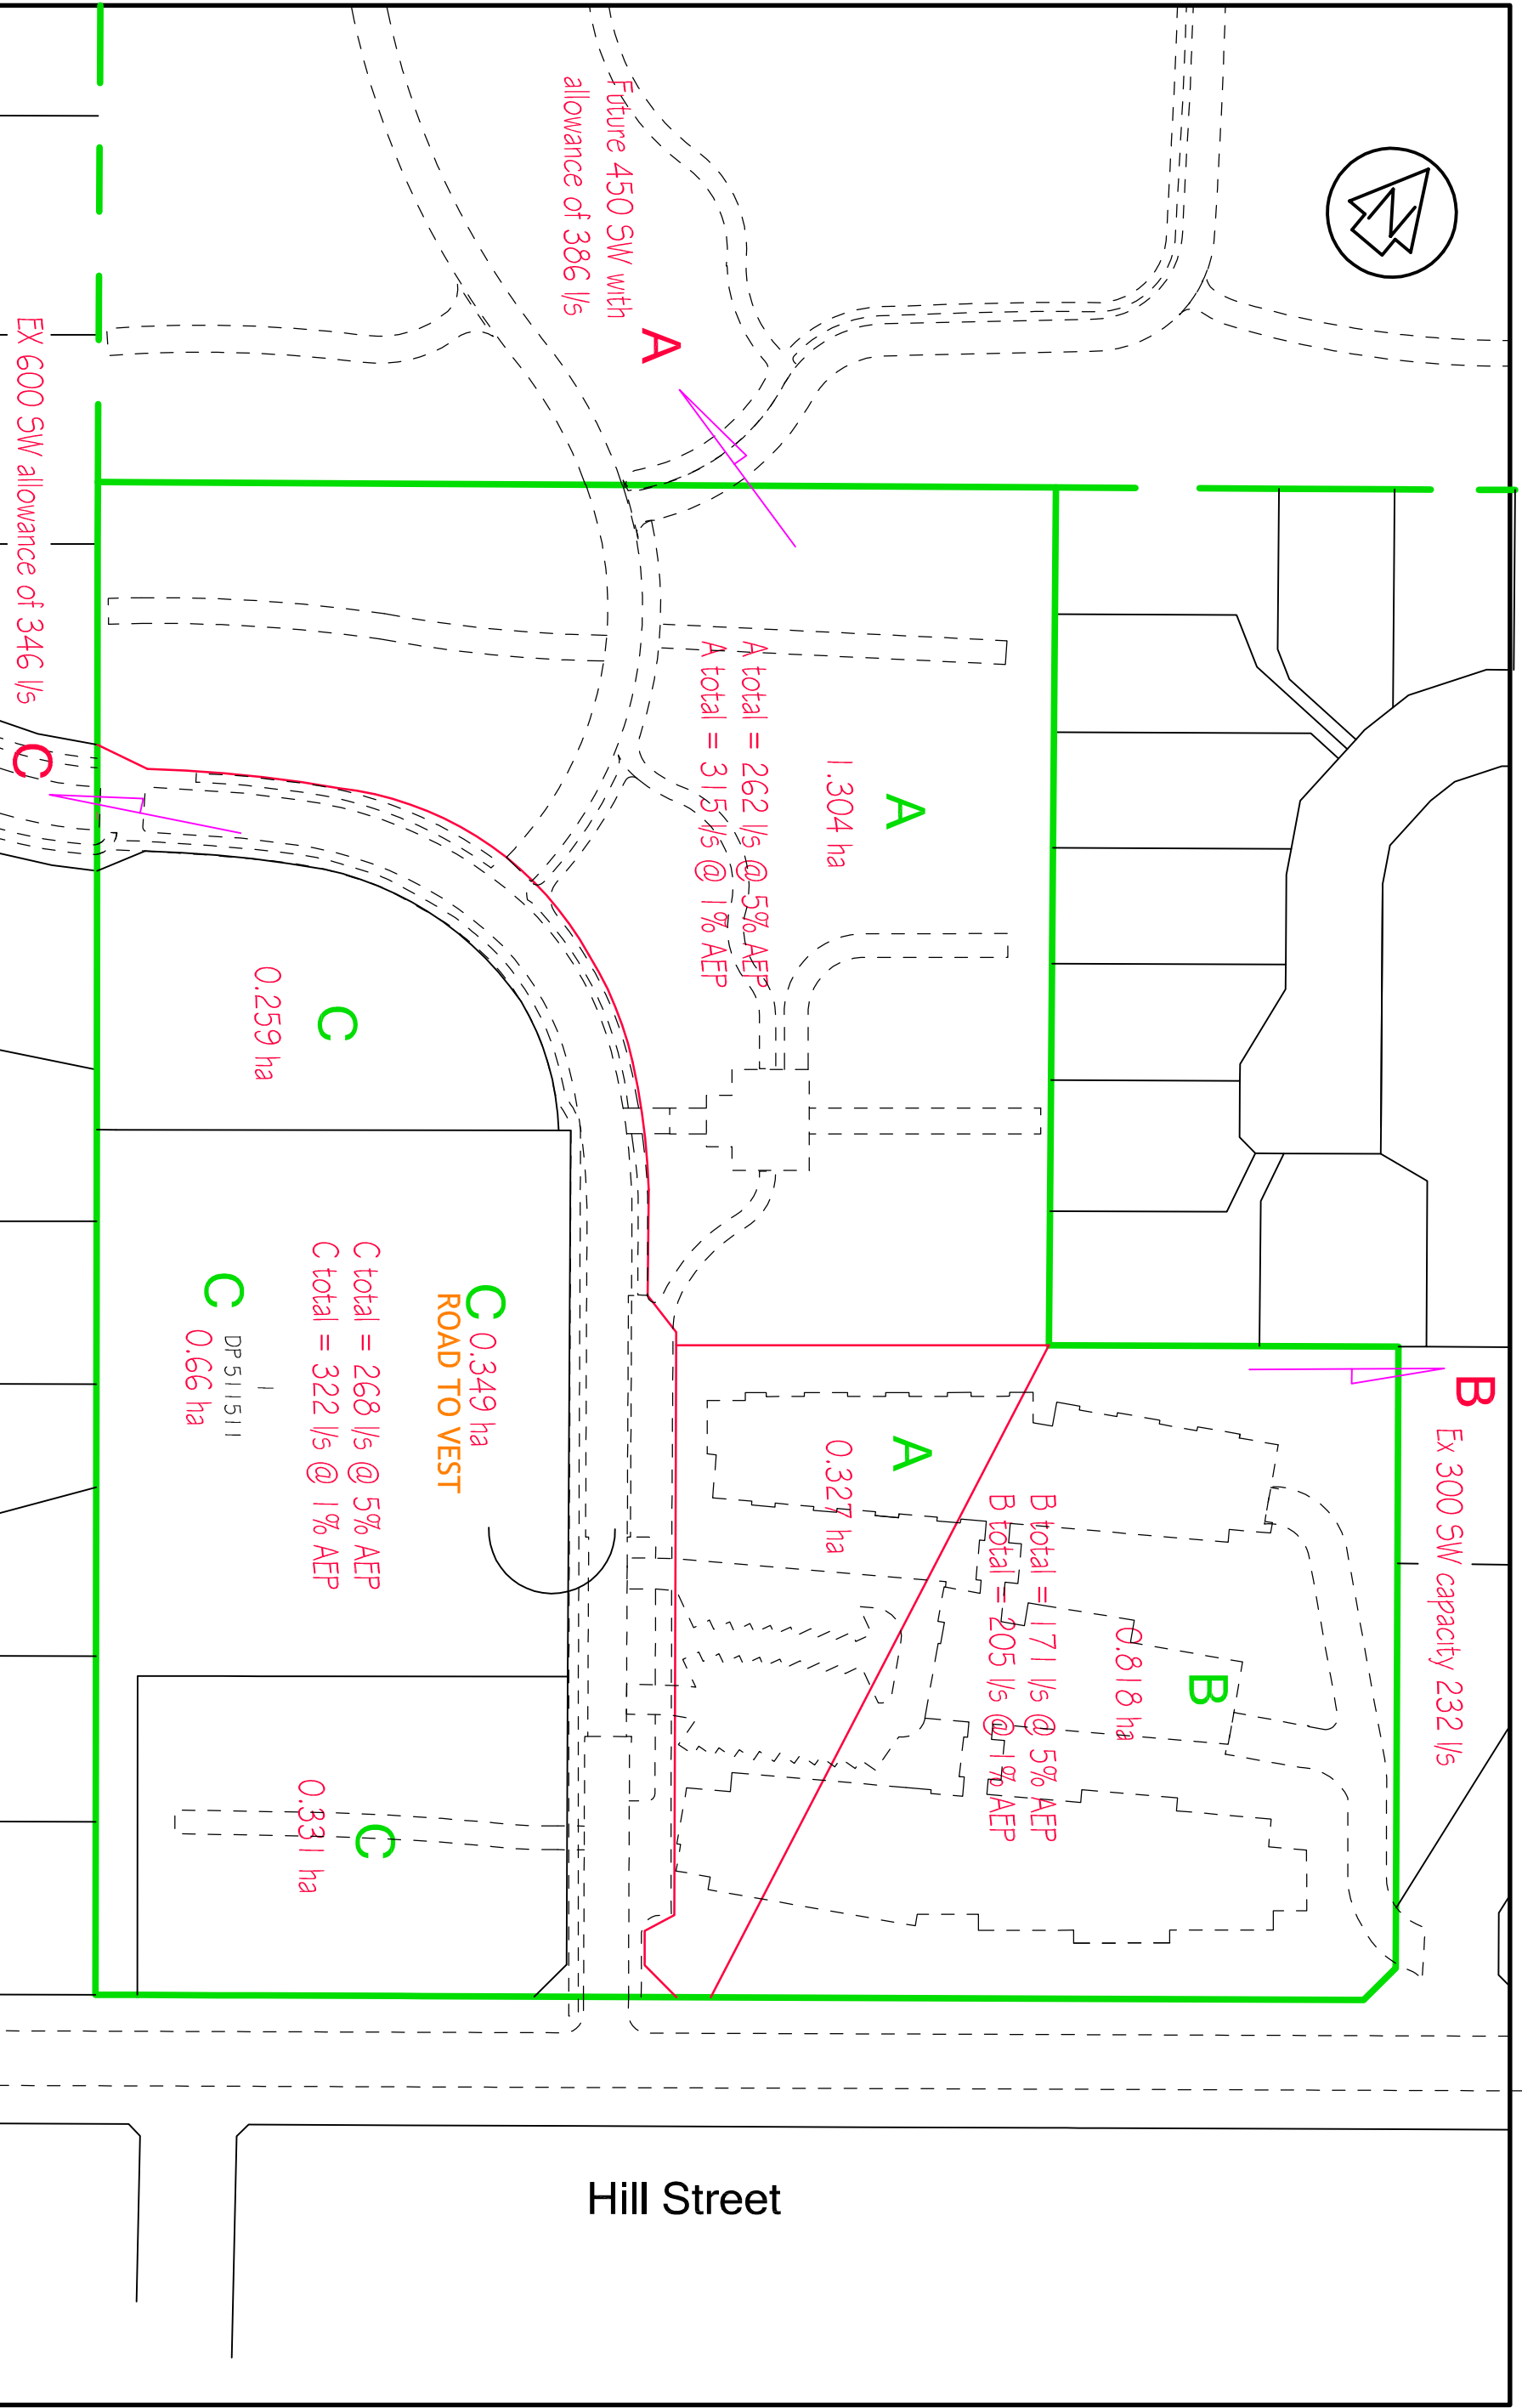 Future 450 SW with
allowance of 386 l/s
A
EX 600 SW allowance of 346 l/s
C
A
1.304 ha
A total = 262 l/s @ 5% AEP
A total = 315 l/s @ 1% AEP
C
0.259 ha
B
Ex 300 SW capacity 232 l/s
A
0.327 ha
B
0.818 ha
B total = 171 l/s @ 5% AEP
B total = 205 l/s @ 1% AEP
C 0.349 ha
ROAD TO VEST
C total = 268 l/s @ 5% AEP
C total = 322 l/s @ 1% AEP
1
DP 511511
C 0.66 ha
C
0.331 ha
Hill Street